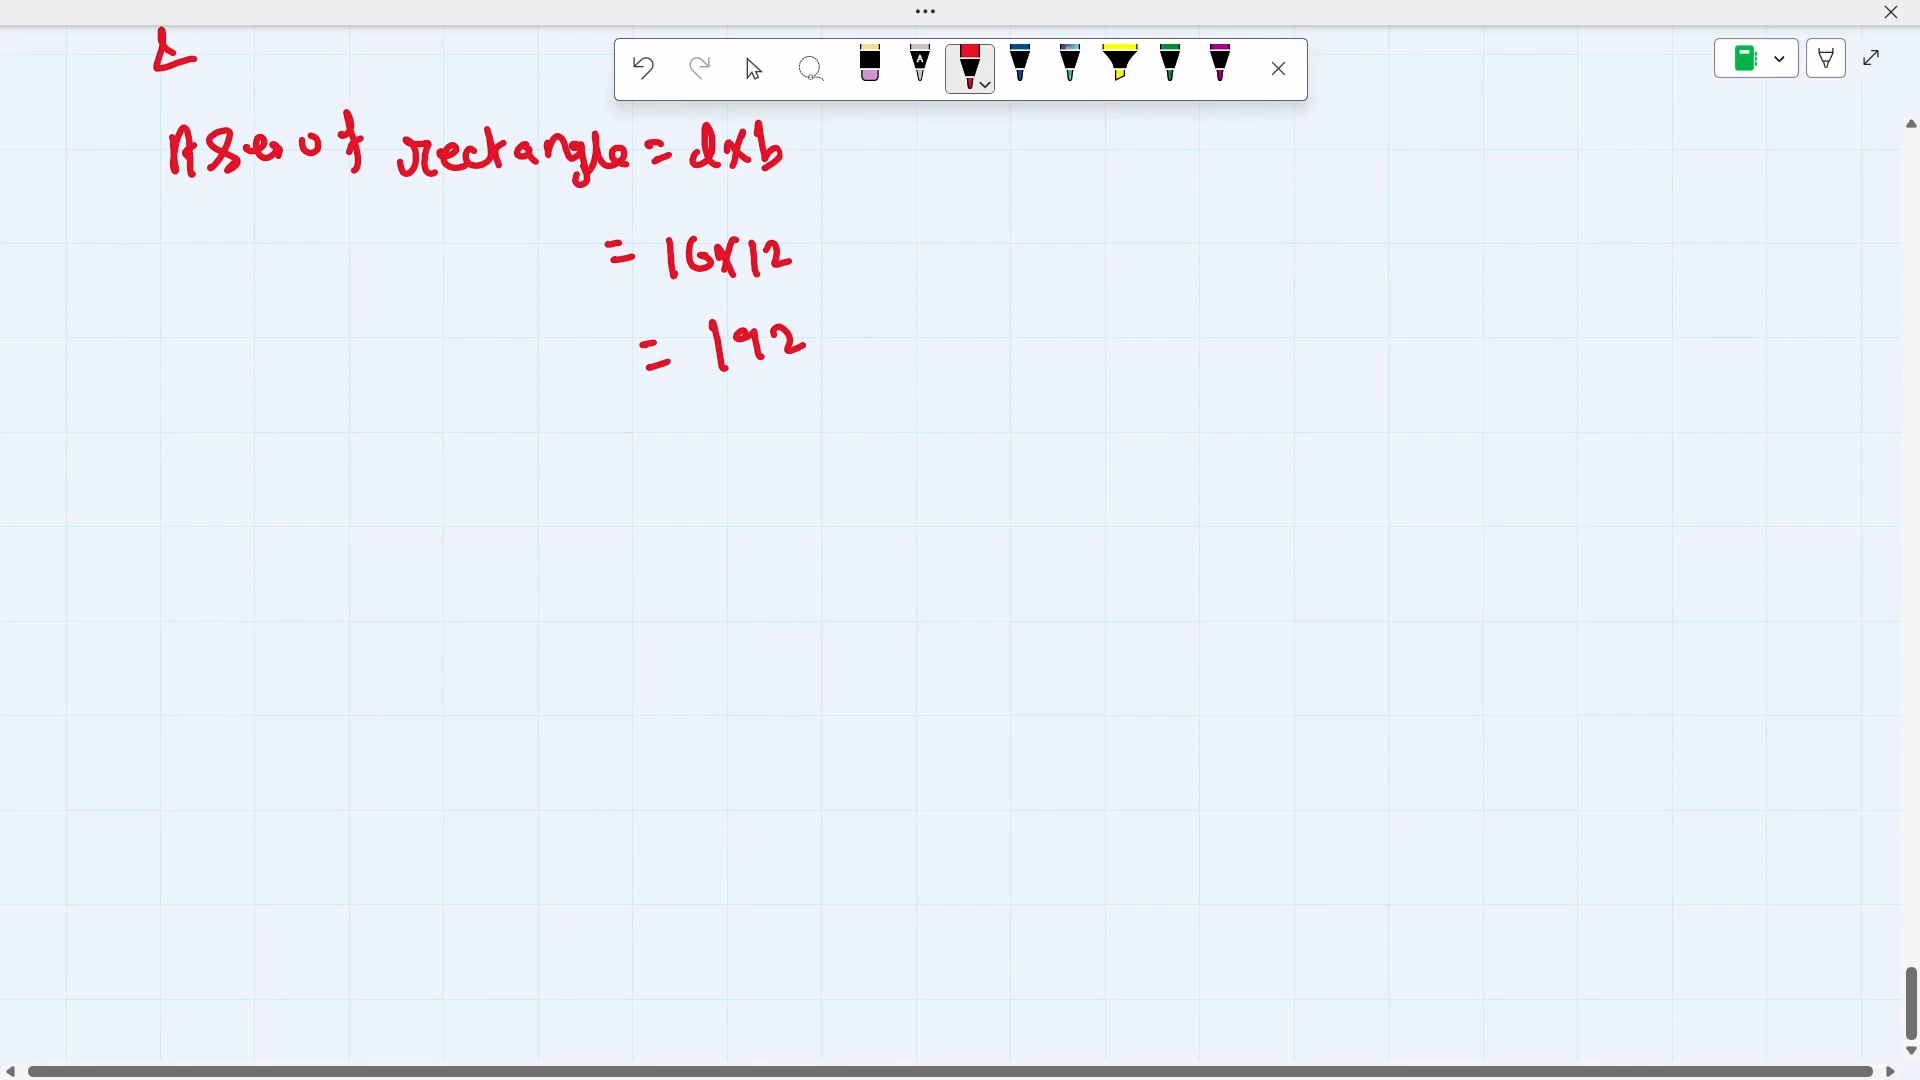 Area of rectangle = l×b
= 16×12
= 192